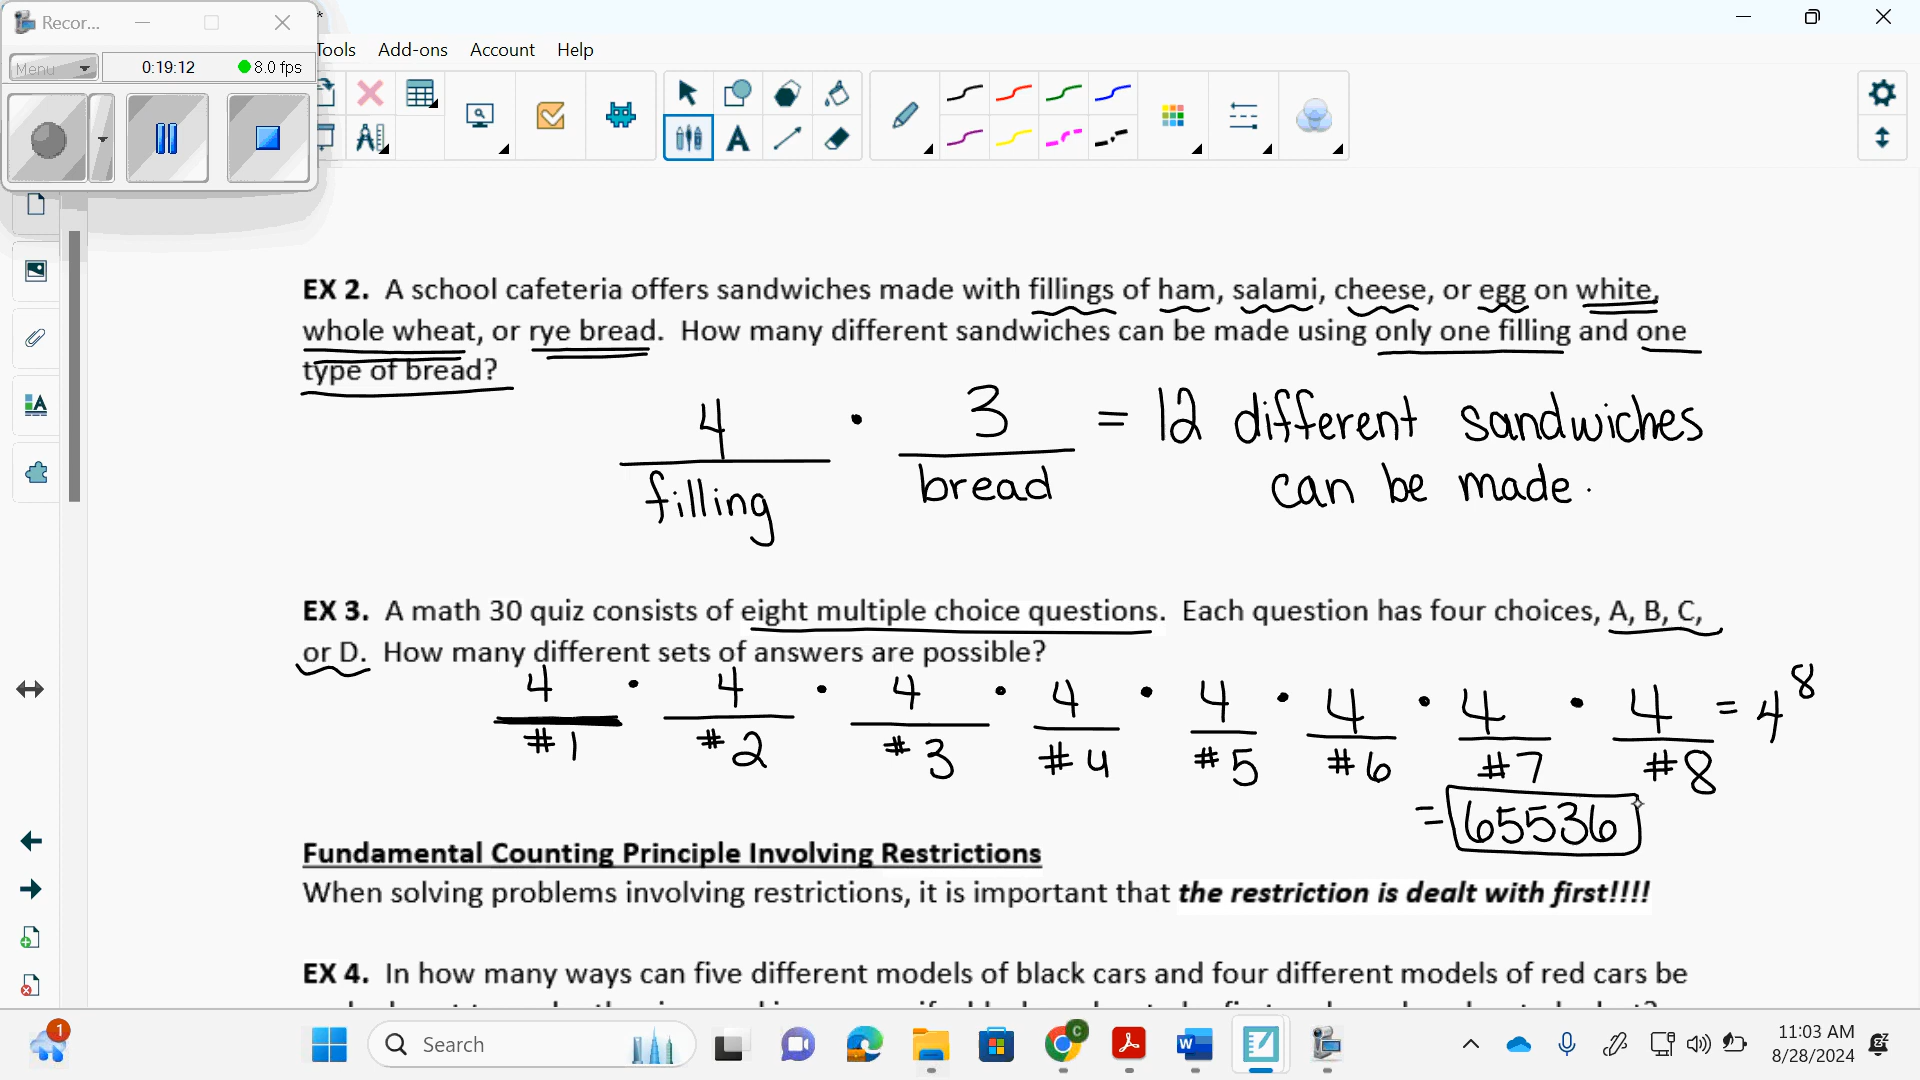 Recor...
*
Menu
0:19:12
8.0 fps
Tools Add-ons Account Help
EX 2. A school cafeteria offers sandwiches made with fillings of ham, salami, cheese, or egg on white,
whole wheat, or rye bread. How many different sandwiches can be made using only one filling and one
type of bread?
4 · 3 = 12 different sandwiches
filling bread can be made.
EX 3. A math 30 quiz consists of eight multiple choice questions. Each question has four choices, A, B, C,
or D. How many different sets of answers are possible?
4 · 4 · 4 · 4 · 4 · 4 · 4 · 4 = 4⁸
#1 #2 #3 #4 #5 #6 #7 #8
= 65536
Fundamental Counting Principle Involving Restrictions
When solving problems involving restrictions, it is important that the restriction is dealt with first!!!!
EX 4. In how many ways can five different models of black cars and four different models of red cars be
1
Search
C
11:03 AM
8/28/2024